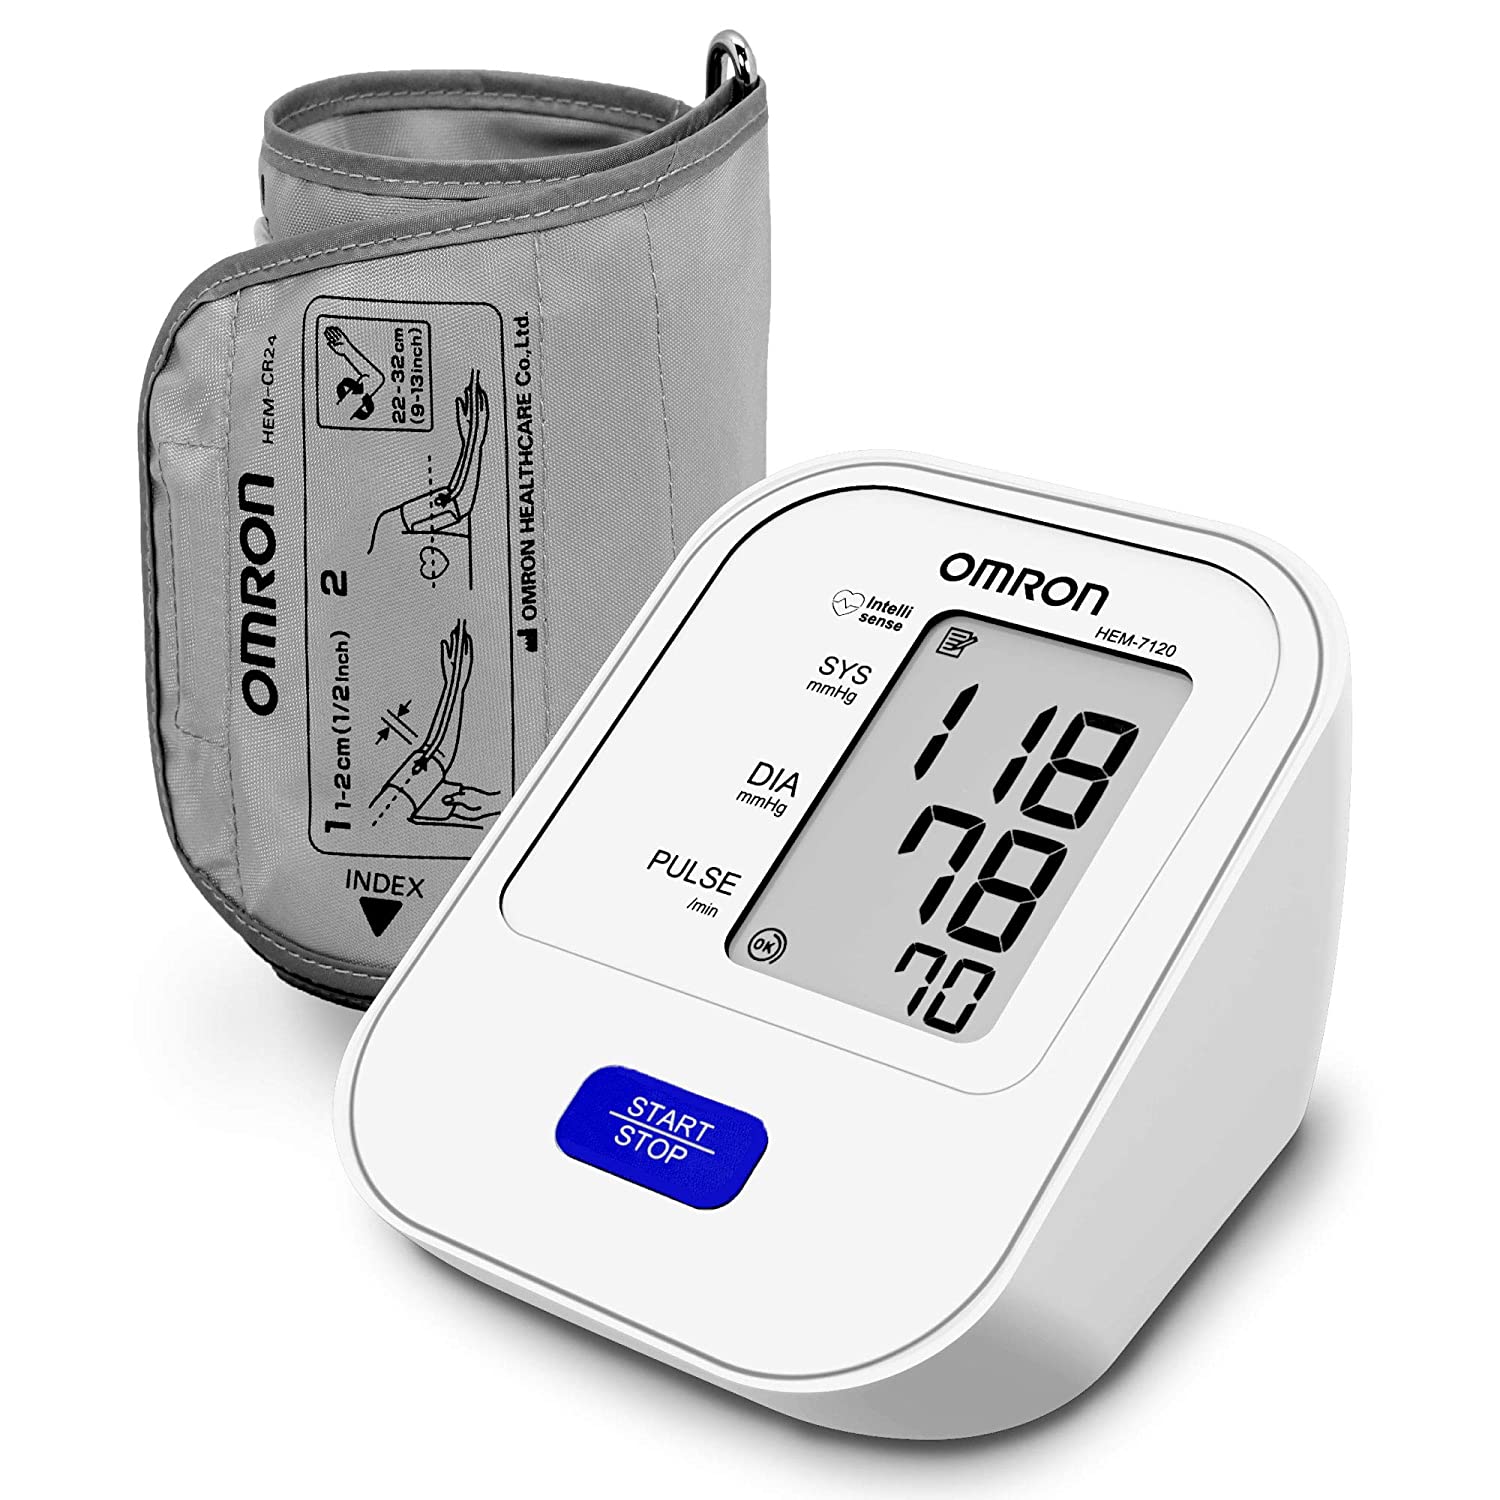 OMRON
HEM-CR24
22-32cm
(9-13inch)
1 1-2cm(1/2inch)
2
OMRON HEALTHCARE Co.,Ltd.
INDEX
OMRON
HEM-7120
Intelli
sense
SYS
mmHg
118
DIA
mmHg
78
PULSE
/min
70
OK
START
STOP